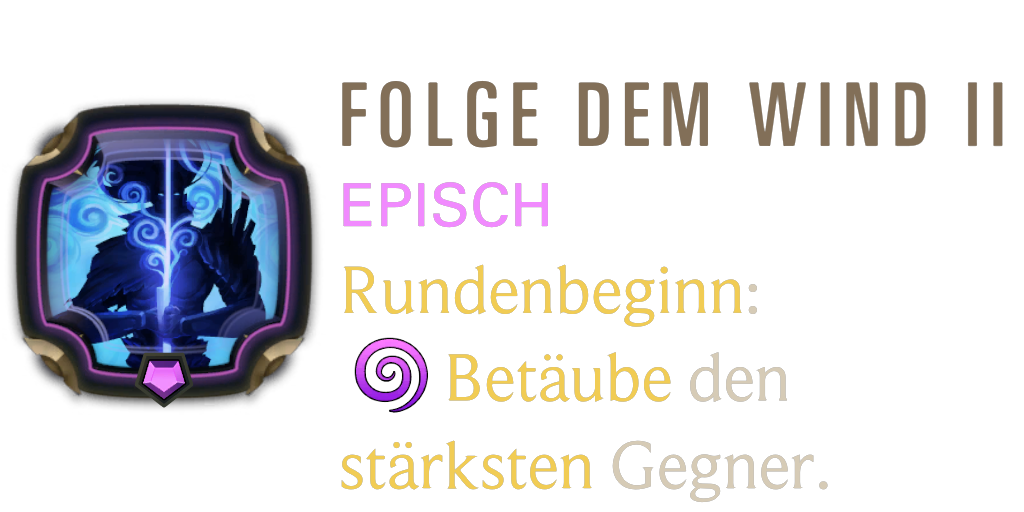 FOLGE DEM WIND II
EPISCH
Rundenbeginn:
Betäube den
stärksten Gegner.